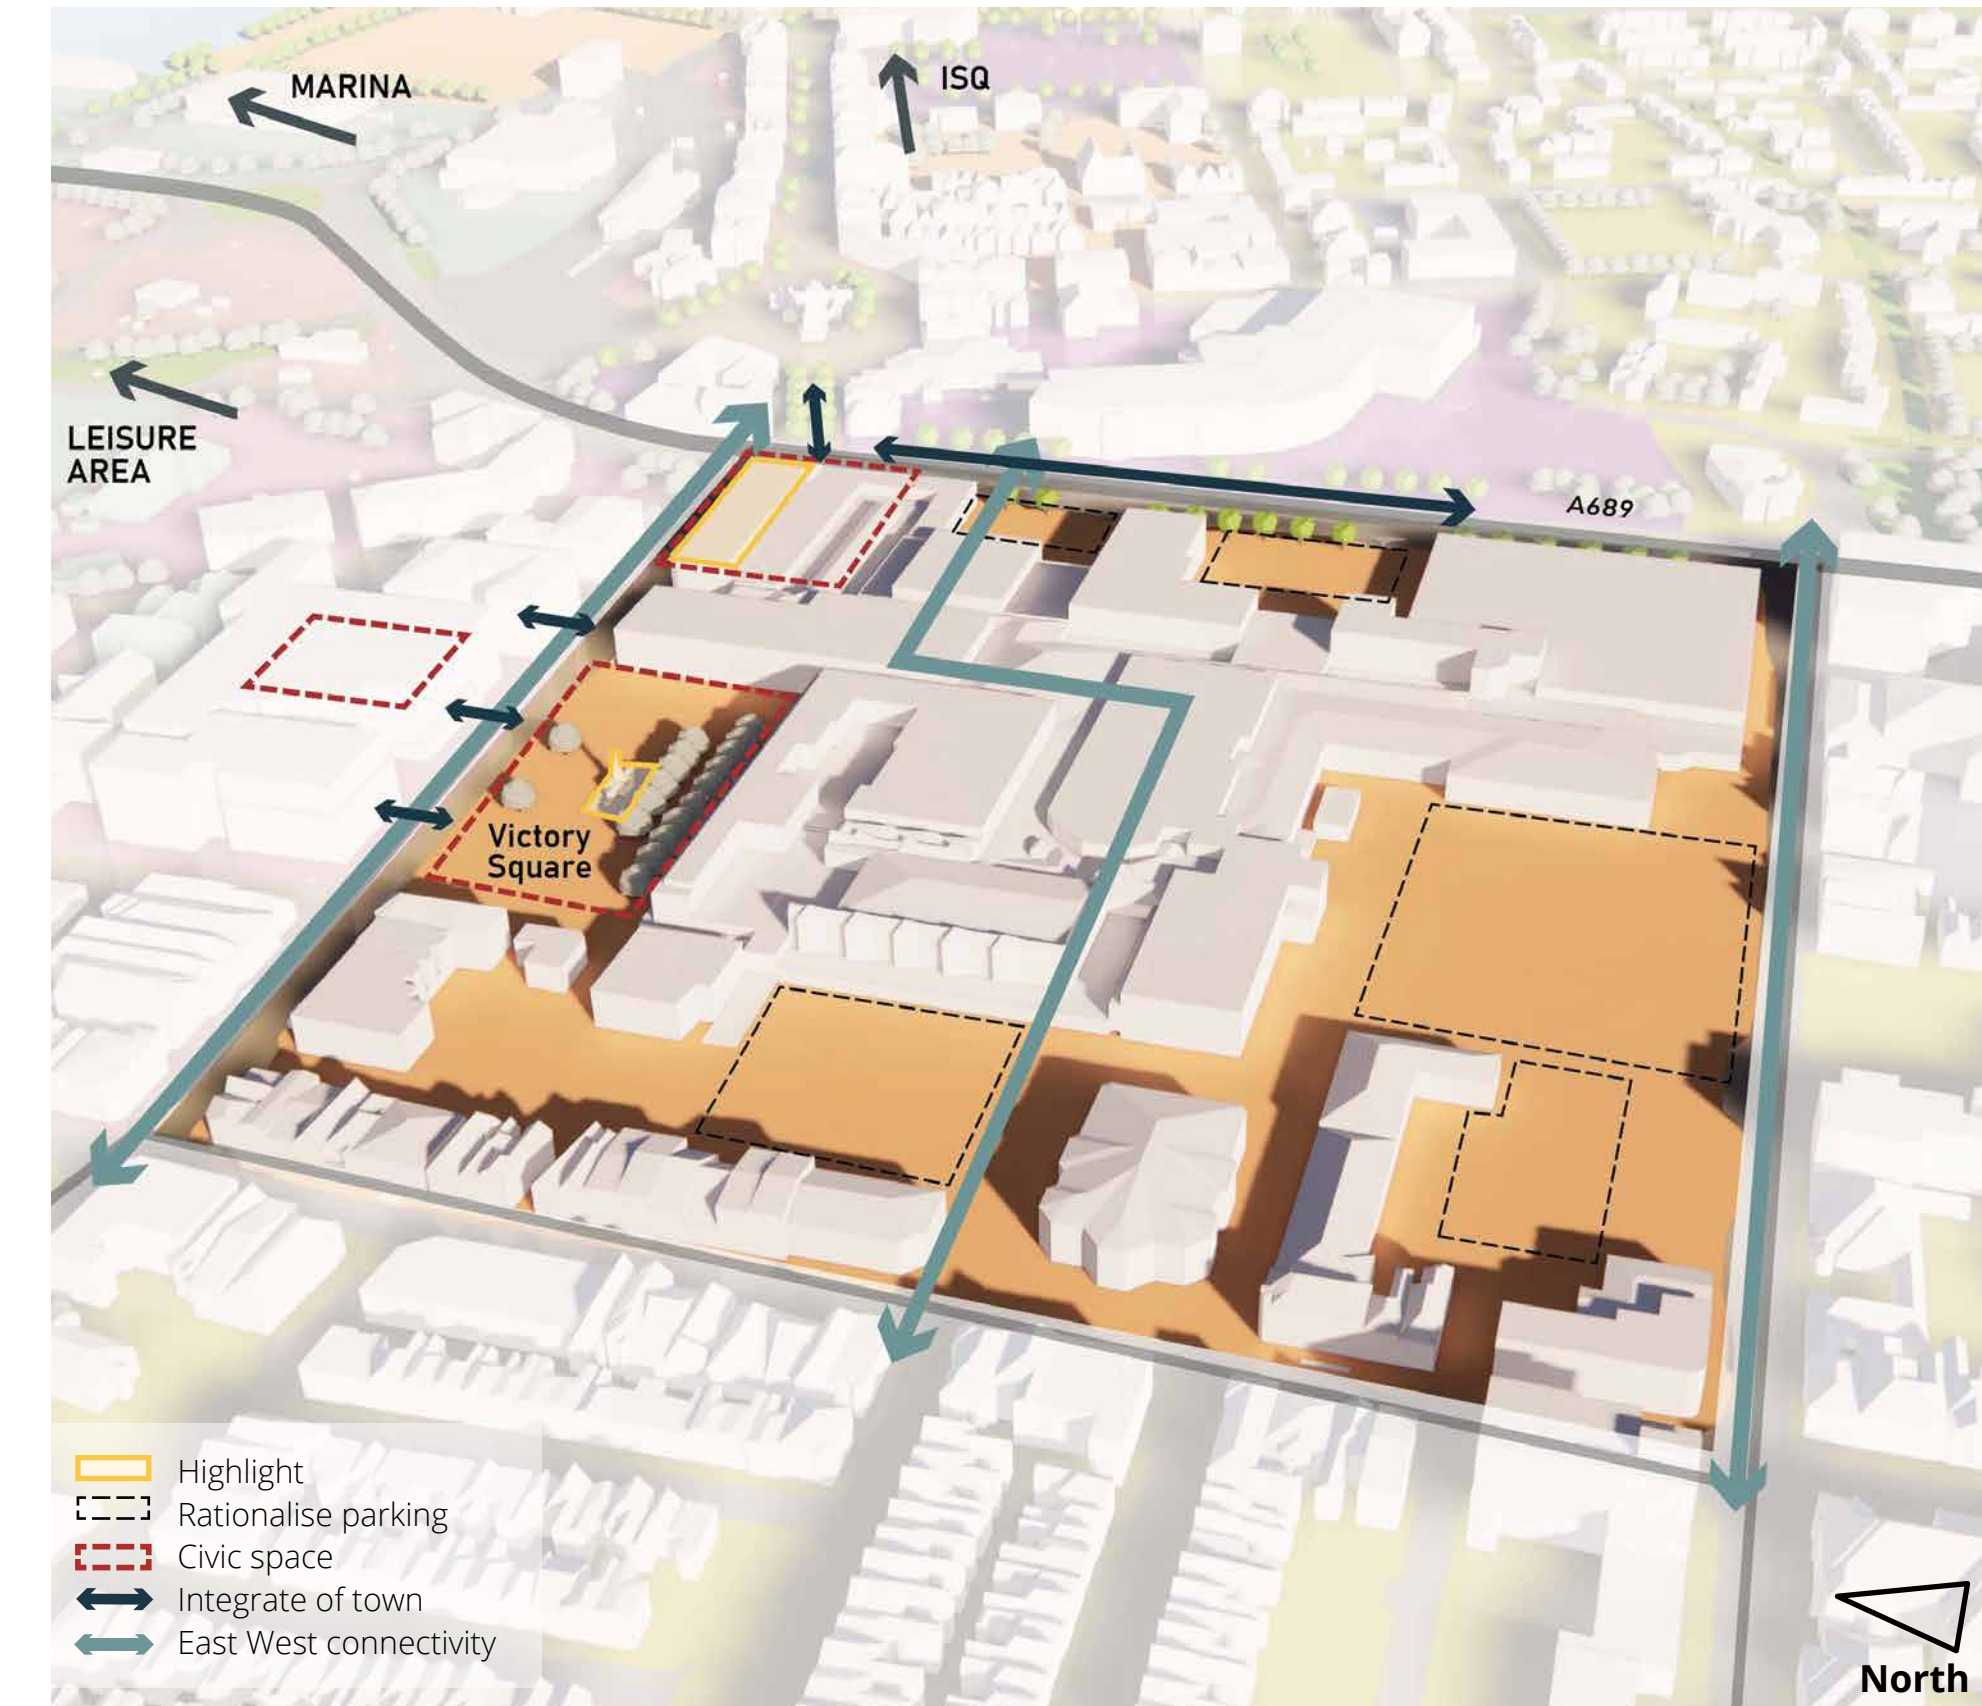 MARINA
ISQ
LEISURE
AREA
A689
Victory
Square
Highlight
Rationalise parking
Civic space
Integrate of town
East West connectivity
North